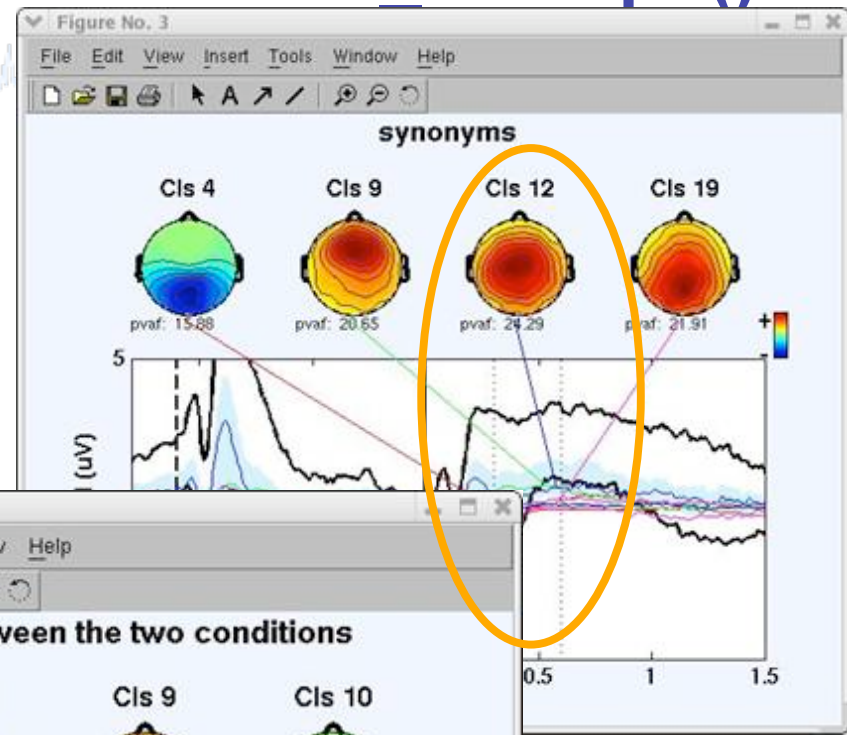 Figure No. 3
File Edit View Insert Tools Window Help
synonyms
Cls 4 Cls 9 Cls 12 Cls 19
pvaf: 15.88 pvaf: 20.65 pvaf: 24.29 pvaf: 21.91
+
-
5
(uV)
0.5 1 1.5
Help
the two conditions
Cls 9 Cls 10